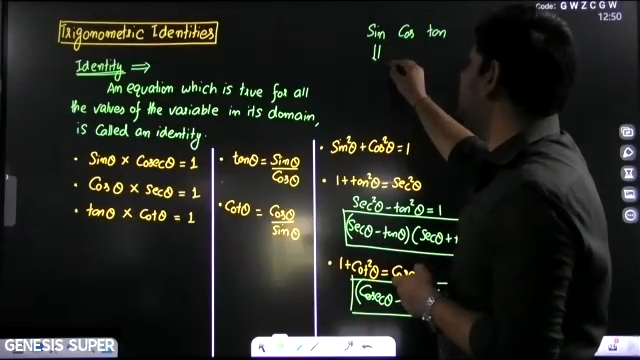 Code: GWZCGW
12:50
Trigonometric Identities
Sin Cos tan
Identity ⇒
An equation which is true for all
the values of the variable in its domain,
is called an identity.
• Sinθ × Cosecθ = 1
• Cosθ × Secθ = 1
• tanθ × Cotθ = 1
• tanθ = Sinθ/Cosθ
• Cotθ = Cosθ/Sinθ
• Sin²θ + Cos²θ = 1
• 1 + tan²θ = Sec²θ
Sec²θ - tan²θ = 1
(Secθ - tanθ)(Secθ +
• 1 + Cot²θ =
(Cosecθ -
GENESIS SUPER